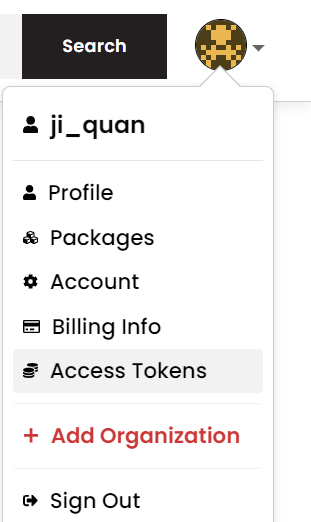 Search
ji_quan
Profile
Packages
Account
Billing Info
Access Tokens
+ Add Organization
Sign Out